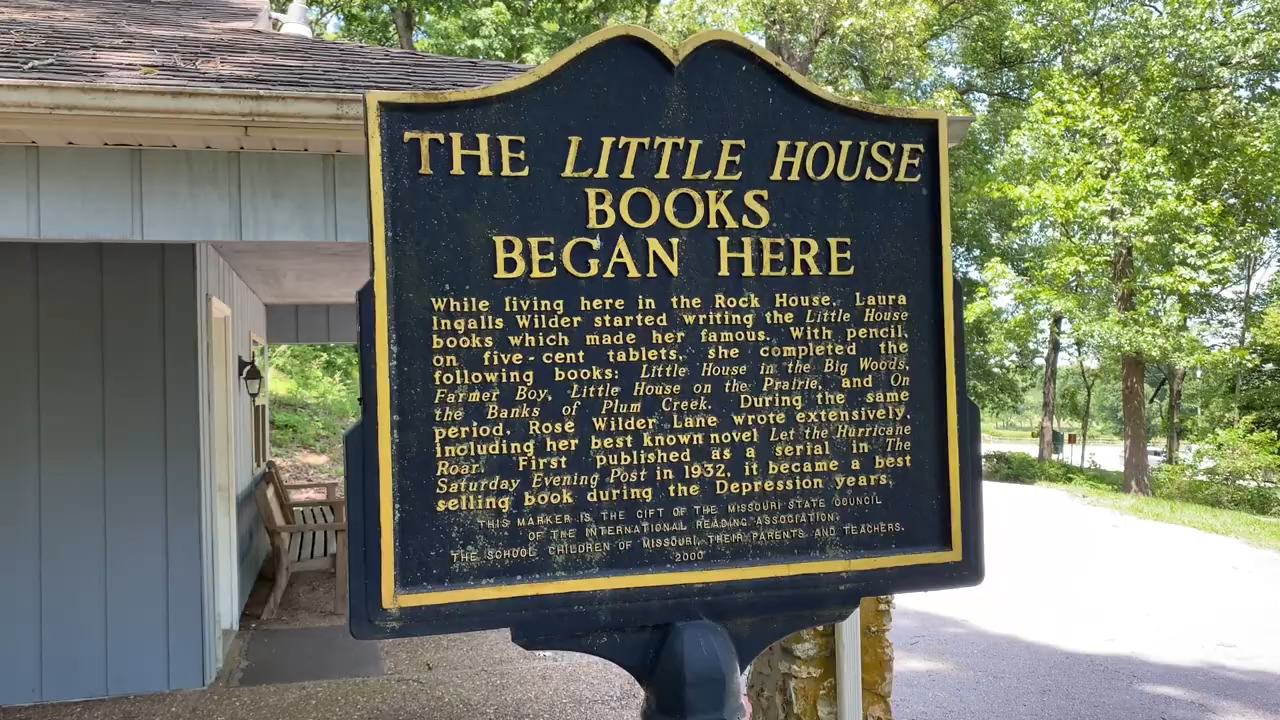 THE LITTLE HOUSE
BOOKS
BEGAN HERE
While living here in the Rock House, Laura
Ingalls Wilder started writing the Little House
books which made her famous. With pencil,
on five-cent tablets, she completed the
following books: Little House in the Big Woods,
Farmer Boy, Little House on the Prairie, and On
the Banks of Plum Creek. During the same
period, Rose Wilder Lane wrote extensively,
including her best known novel Let the Hurricane
Roar. First published as a serial in The
Saturday Evening Post in 1932, it became a best
selling book during the Depression years.
THIS MARKER IS THE GIFT OF THE MISSOURI STATE COUNCIL
OF THE INTERNATIONAL READING ASSOCIATION,
THE SCHOOL CHILDREN OF MISSOURI, THEIR PARENTS AND TEACHERS.
2000